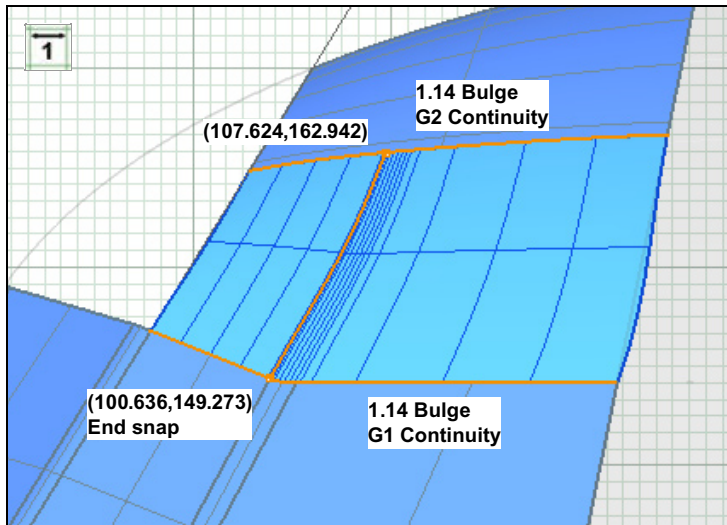 1
1.14 Bulge
G2 Continuity
(107.624,162.942)
(100.636,149.273)
End snap
1.14 Bulge
G1 Continuity